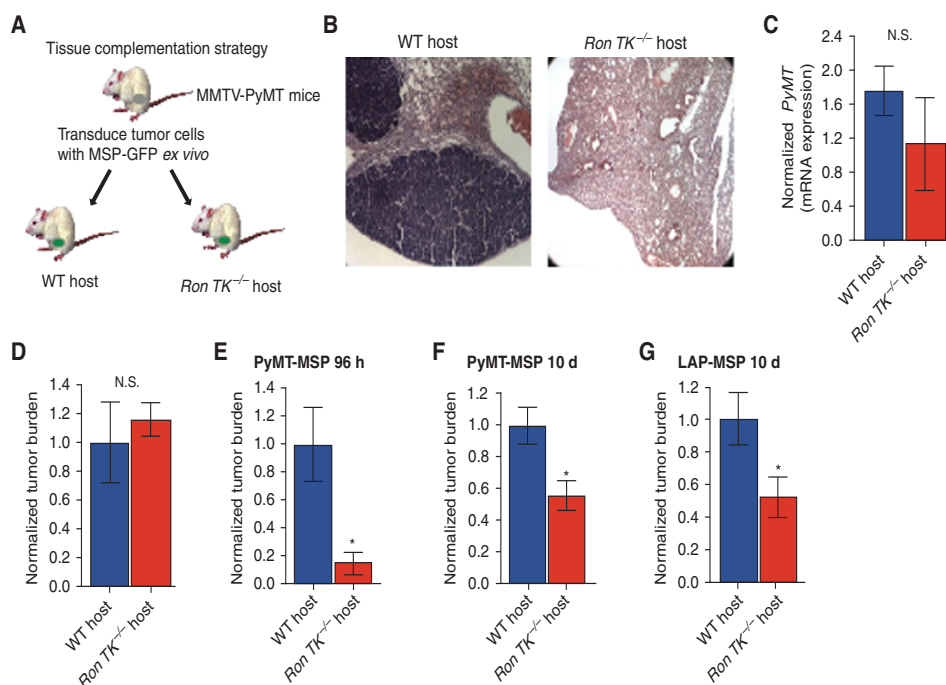 A
Tissue complementation strategy
MMTV-PyMT mice
Transduce tumor cells
with MSP-GFP ex vivo
WT host
Ron TK–/– host
B
WT host
Ron TK–/– host
C
N.S.
Normalized PyMT
(mRNA expression)
2.4
2.0
1.6
1.2
1.6
1.4
0.0
WT host
Ron TK–/– host
D
N.S.
Normalized tumor burden
1.4
1.2
1.0
0.8
0.6
0.4
1.2
0.0
WT host
Ron TK–/– host
E
PyMT-MSP 96 h
Normalized tumor burden
1.4
1.2
1.0
0.8
0.6
0.4
0.2
0.0
*
WT host
Ron TK–/– host
F
PyMT-MSP 10 d
Normalized tumor burden
1.2
1.0
0.8
0.6
0.4
0.2
0.0
*
WT host
Ron TK–/– host
G
LAP-MSP 10 d
Normalized tumor burden
1.2
1.0
0.8
0.6
0.4
0.2
0.0
*
WT host
Ron TK–/– host